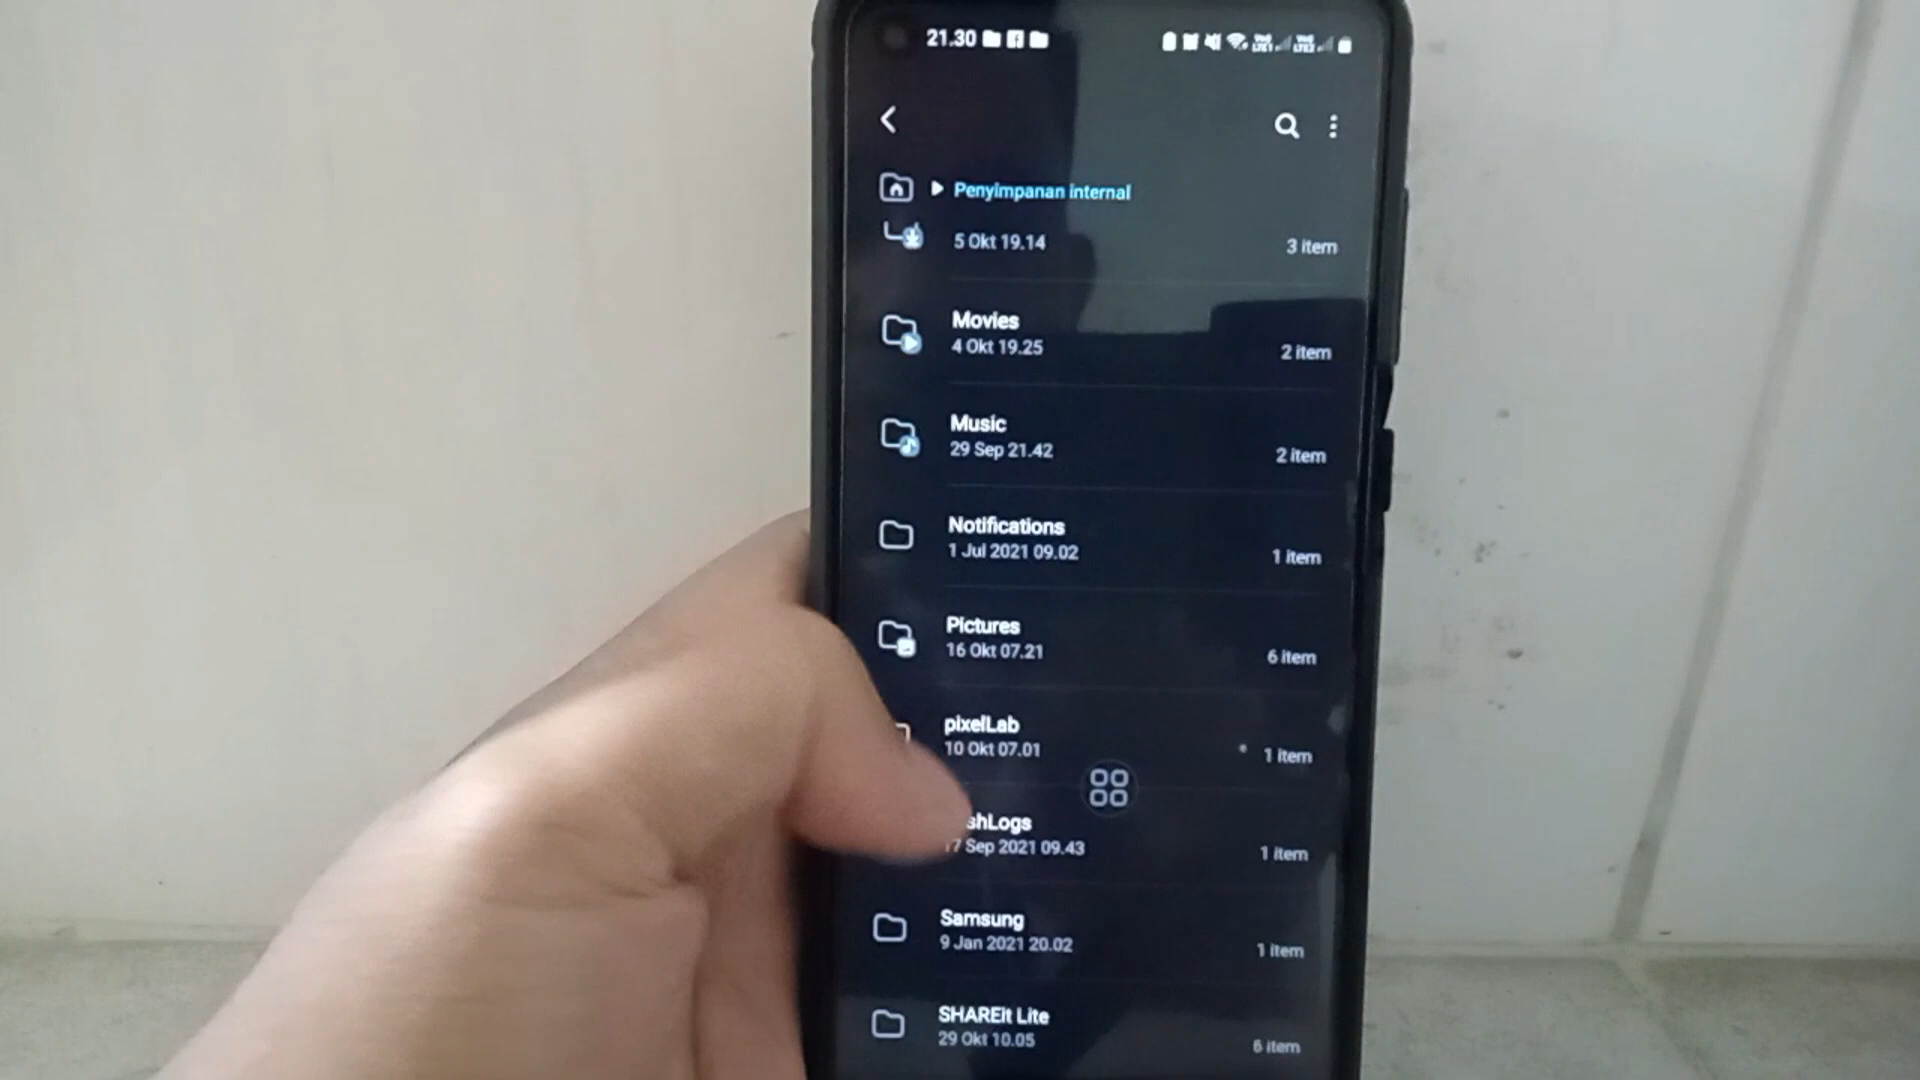 21.30
Penyimpanan internal
5 Okt 19.14
3 item
Movies
4 Okt 19.25
2 item
Music
29 Sep 21.42
2 item
Notifications
1 Jul 2021 09.02
1 item
Pictures
16 Okt 07.21
6 item
pixelLab
10 Okt 07.01
1 item
shLogs
17 Sep 2021 09.43
1 item
Samsung
9 Jan 2021 20.02
1 item
SHAREit Lite
29 Okt 10.05
6 item